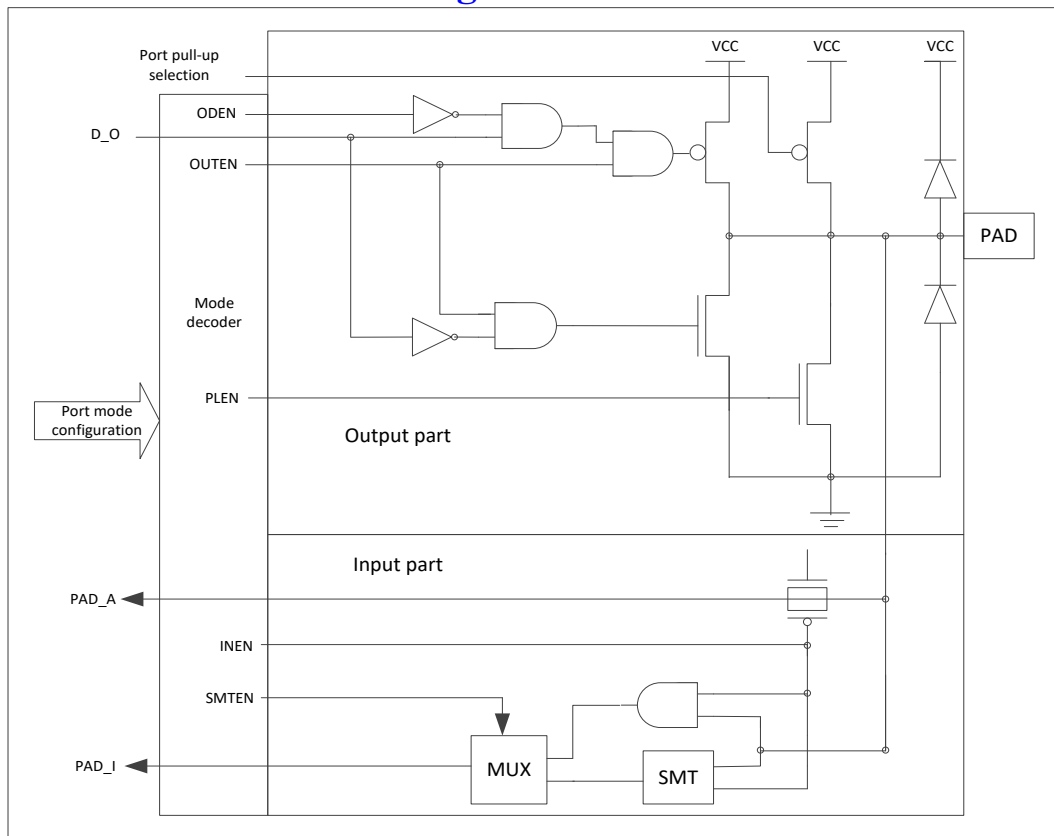 VCC
VCC
VCC
Port pull-up
selection
ODEN
D_O
OUTEN
PAD
Mode
decoder
PLEN
Port mode
configuration
Output part
Input part
PAD_A
INEN
SMTEN
PAD_I
MUX
SMT